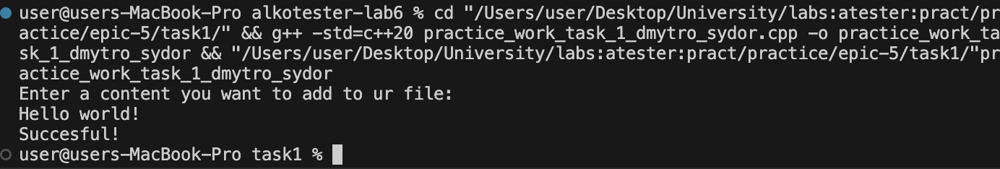 user@users-MacBook-Pro alkotester-lab6 % cd "/Users/user/Desktop/University/labs:atester:pract/pr
actice/epic-5/task1/" && g++ -std=c++20 practice_work_task_1_dmytro_sydor.cpp -o practice_work_ta
sk_1_dmytro_sydor && "/Users/user/Desktop/University/labs:atester:pract/practice/epic-5/task1/"pr
actice_work_task_1_dmytro_sydor
Enter a content you want to add to ur file:
Hello world!
Succesful!
user@users-MacBook-Pro task1 %